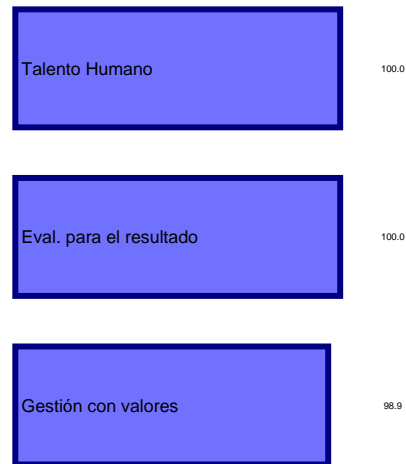 Talento Humano 100.0
Eval. para el resultado 100.0
Gestión con valores 98.9